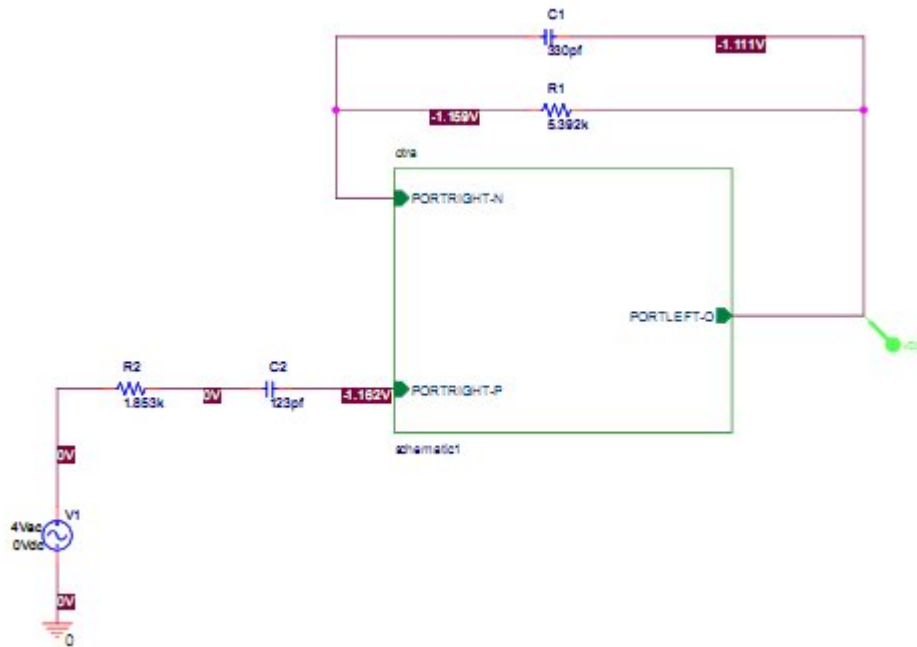 C1
330pf
-1.111V
R1
-1.159V
5.392k
otra
PORTRIGHT-N
PORTLEFT-O
R2
C2
1.853k
0V
123pf
-1.162V
PORTRIGHT-P
schematic1
0V
V1
4Vac
0Vdc
0V
0